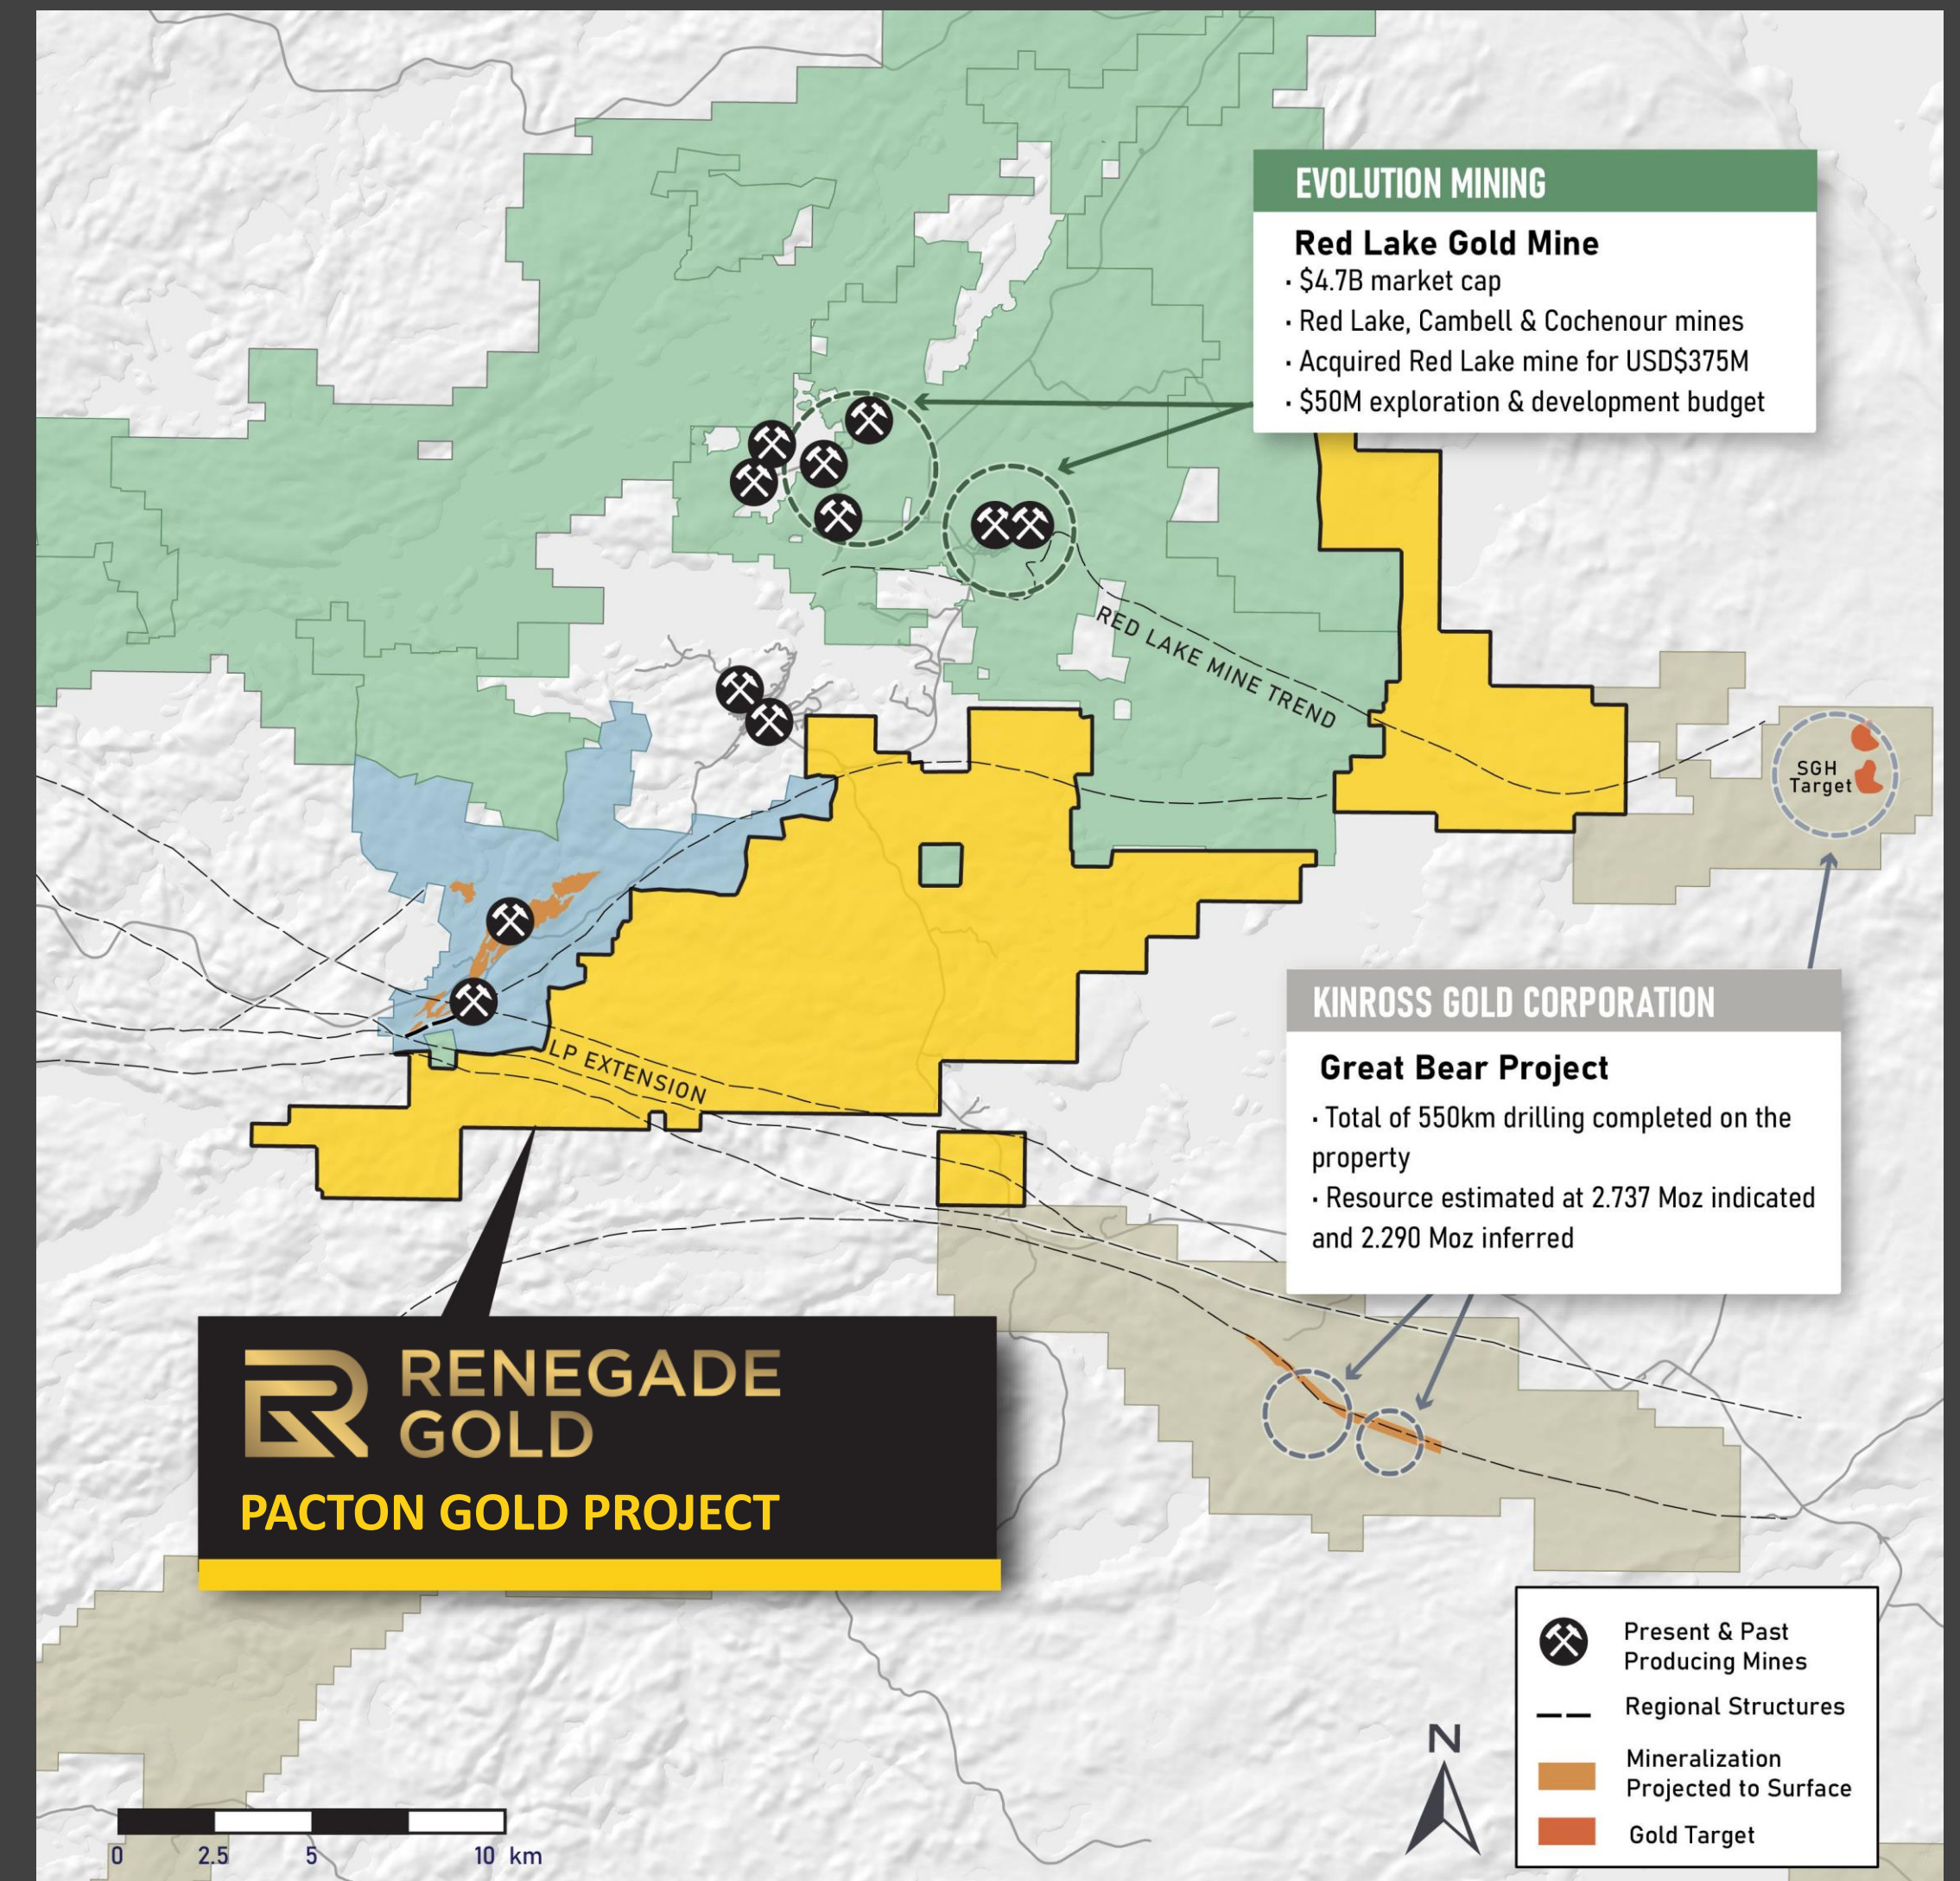 EVOLUTION MINING
Red Lake Gold Mine
· $4.7B market cap
· Red Lake, Cambell & Cochenour mines
· Acquired Red Lake mine for USD$375M
· $50M exploration & development budget
RED LAKE MINE TREND
SGH
Target
LP EXTENSION
KINROSS GOLD CORPORATION
Great Bear Project
· Total of 550km drilling completed on the
property
· Resource estimated at 2.737 Moz indicated
and 2.290 Moz inferred
RENEGADE
GOLD
PACTON GOLD PROJECT
Present & Past
Producing Mines
Regional Structures
Mineralization
Projected to Surface
Gold Target
N
0 2.5 5 10 km